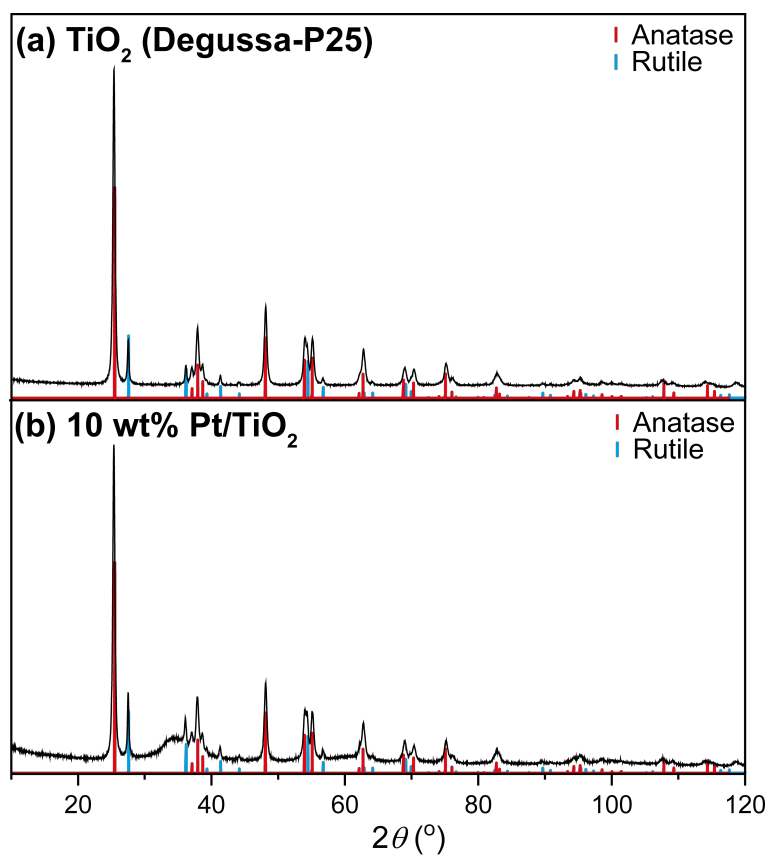 (a) TiO₂ (Degussa-P25)
Anatase
Rutile
(b) 10 wt% Pt/TiO₂
Anatase
Rutile
20 40 60 80 100 120
2θ (°)